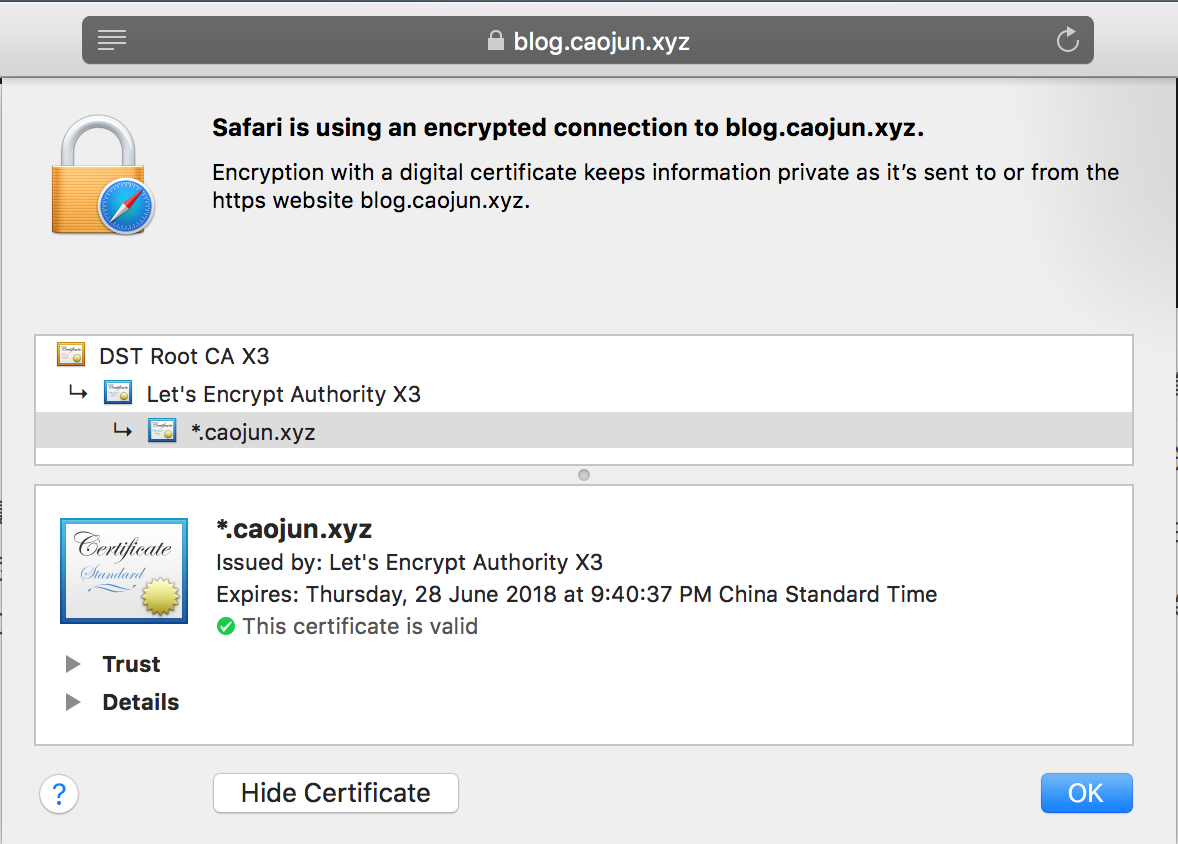 blog.caojun.xyz
Safari is using an encrypted connection to blog.caojun.xyz.
Encryption with a digital certificate keeps information private as it’s sent to or from the
https website blog.caojun.xyz.
DST Root CA X3
↳ Let's Encrypt Authority X3
↳ *.caojun.xyz
Certificate
Standard
*.caojun.xyz
Issued by: Let's Encrypt Authority X3
Expires: Thursday, 28 June 2018 at 9:40:37 PM China Standard Time
This certificate is valid
Trust
Details
? Hide Certificate OK